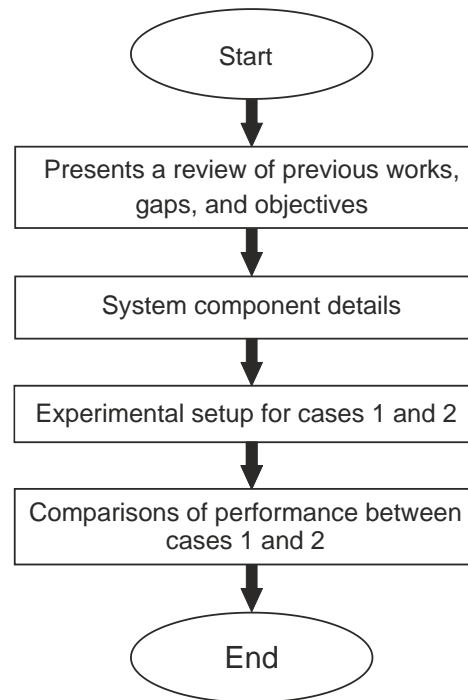 Start
Presents a review of previous works,
gaps, and objectives
System component details
Experimental setup for cases 1 and 2
Comparisons of performance between
cases 1 and 2
End